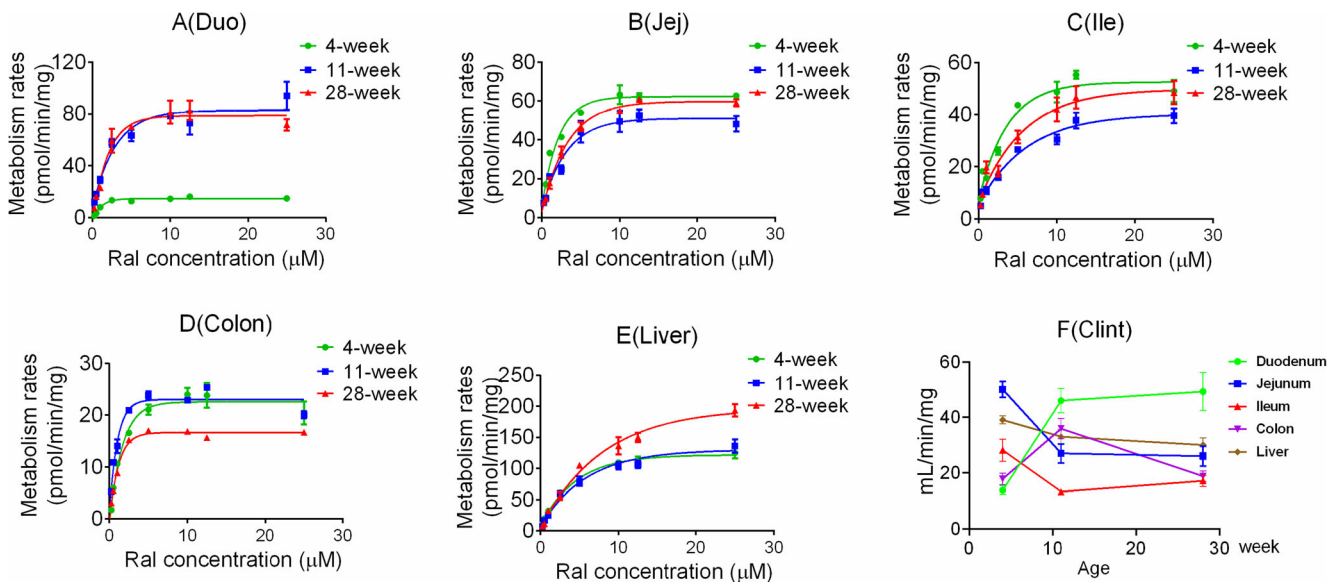 A(Duo)
4-week
11-week
28-week
Metabolism rates
(pmol/min/mg)
120
80
40
0
0 10 20 30
Ral concentration (μM)
B(Jej)
4-week
11-week
28-week
Metabolism rates
(pmol/min/mg)
80
60
40
20
0
0 10 20 30
Ral concentration (μM)
C(Ile)
4-week
11-week
28-week
Metabolism rates
(pmol/min/mg)
60
40
20
0
0 10 20 30
Ral concentration (μM)
D(Colon)
4-week
11-week
28-week
Metabolism rates
(pmol/min/mg)
30
20
10
0
0 10 20 30
Ral concentration (μM)
E(Liver)
4-week
11-week
28-week
Metabolism rates
(pmol/min/mg)
250
200
150
100
50
0
0 10 20 30
Ral concentration (μM)
F(Clint)
Duodenum
Jejunum
Ileum
Colon
Liver
mL/min/mg
60
40
20
0
0 10 20 30 week
Age